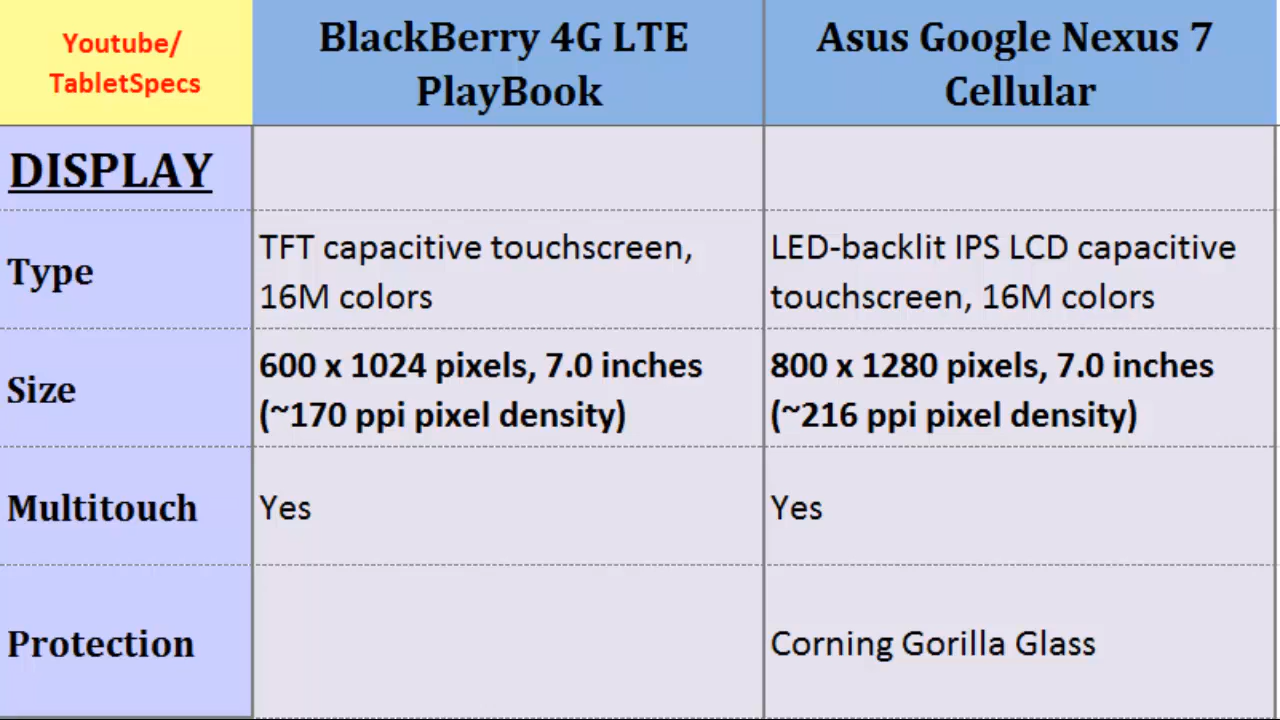 Youtube/
TabletSpecs
BlackBerry 4G LTE
PlayBook
Asus Google Nexus 7
Cellular
DISPLAY
Type
TFT capacitive touchscreen,
16M colors
LED-backlit IPS LCD capacitive
touchscreen, 16M colors
Size
600 x 1024 pixels, 7.0 inches
(~170 ppi pixel density)
800 x 1280 pixels, 7.0 inches
(~216 ppi pixel density)
Multitouch
Yes
Yes
Protection
Corning Gorilla Glass